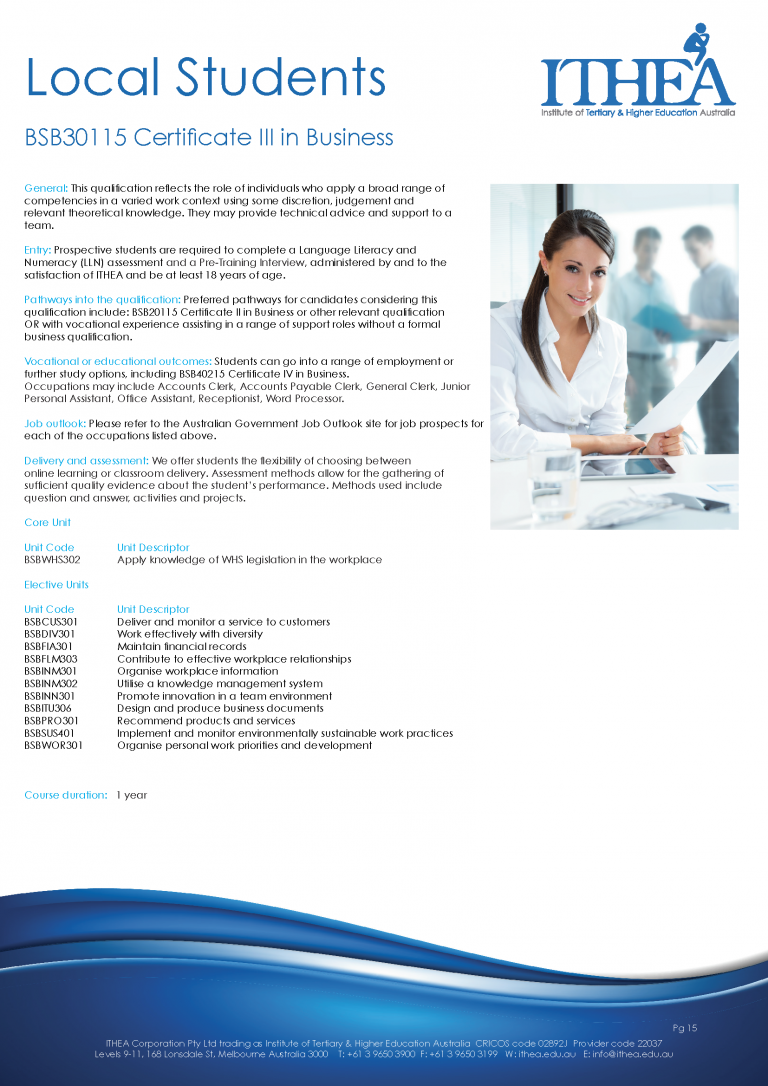 Local Students
ITHEA
Institute of Tertiary & Higher Education Australia
BSB30115 Certificate III in Business
General: This qualification reflects the role of individuals who apply a broad range of
competencies in a varied work context using some discretion, judgement and
relevant theoretical knowledge. They may provide technical advice and support to a
team.
Entry: Prospective students are required to complete a Language Literacy and
Numeracy (LLN) assessment and a Pre-Training Interview, administered by and to the
satisfaction of ITHEA and be at least 18 years of age.
Pathways into the qualification: Preferred pathways for candidates considering this
qualification include: BSB20115 Certificate II in Business or other relevant qualification
OR with vocational experience assisting in a range of support roles without a formal
business qualification.
Vocational or educational outcomes: Students can go into a range of employment or
further study options, including BSB40215 Certificate IV in Business.
Occupations may include Accounts Clerk, Accounts Payable Clerk, General Clerk, Junior
Personal Assistant, Office Assistant, Receptionist, Word Processor.
Job outlook: Please refer to the Australian Government Job Outlook site for job prospects for
each of the occupations listed above.
Delivery and assessment: We offer students the flexibility of choosing between
online learning or classroom delivery. Assessment methods allow for the gathering of
sufficient quality evidence about the student's performance. Methods used include
question and answer, activities and projects.
Core Unit
Unit Code Unit Descriptor
BSBWHS302 Apply knowledge of WHS legislation in the workplace
Elective Units
Unit Code Unit Descriptor
BSBCUS301 Deliver and monitor a service to customers
BSBDIV301 Work effectively with diversity
BSBFIA301 Maintain financial records
BSBFLM303 Contribute to effective workplace relationships
BSBINM301 Organise workplace information
BSBINM302 Utilise a knowledge management system
BSBINN301 Promote innovation in a team environment
BSBITU306 Design and produce business documents
BSBPRO301 Recommend products and services
BSBSUS401 Implement and monitor environmentally sustainable work practices
BSBWOR301 Organise personal work priorities and development
Course duration: 1 year
Pg 15
ITHEA Corporation Pty Ltd trading as Institute of Tertiary & Higher Education Australia CRICOS code 02892J Provider code 22037
Levels 9-11, 168 Lonsdale St, Melbourne Australia 3000 T: +61 3 9650 3900 F: +61 3 9650 3199 W: ithea.edu.au E: info@ithea.edu.au